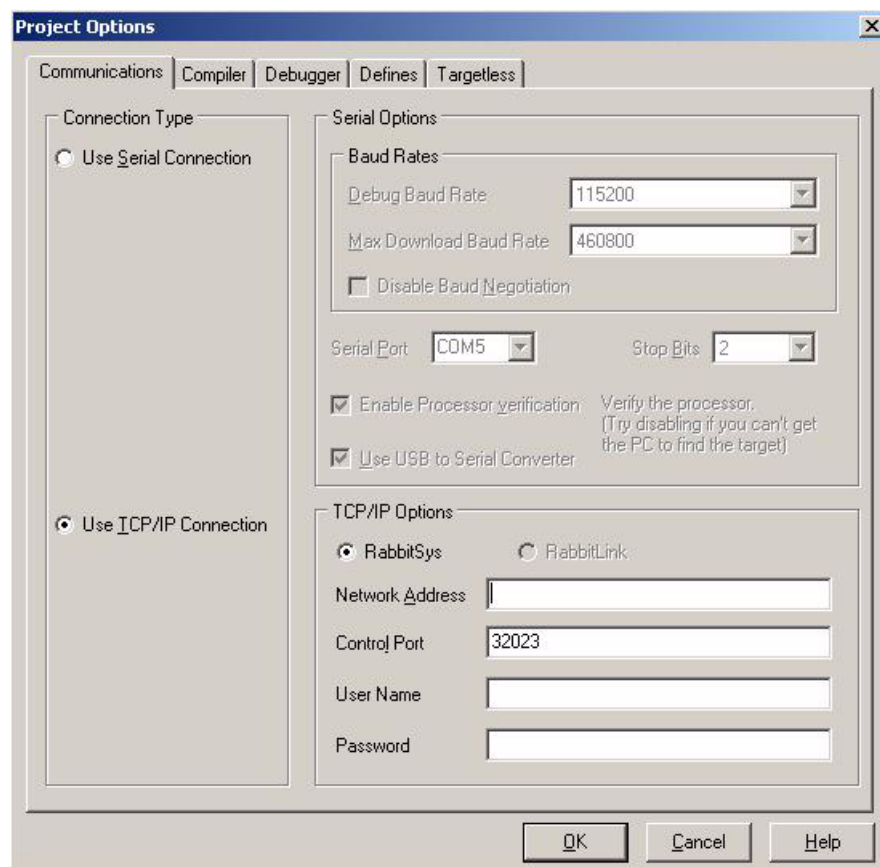 Project Options
Communications Compiler Debugger Defines Targetless
Connection Type
Use Serial Connection
Use TCP/IP Connection
Serial Options
Baud Rates
Debug Baud Rate 115200
Max Download Baud Rate 460800
Disable Baud Negotiation
Serial Port COM5 Stop Bits 2
Enable Processor verification
Verify the processor.
(Try disabling if you can't get
the PC to find the target)
Use USB to Serial Converter
TCP/IP Options
RabbitSys RabbitLink
Network Address
Control Port 32023
User Name
Password
OK Cancel Help